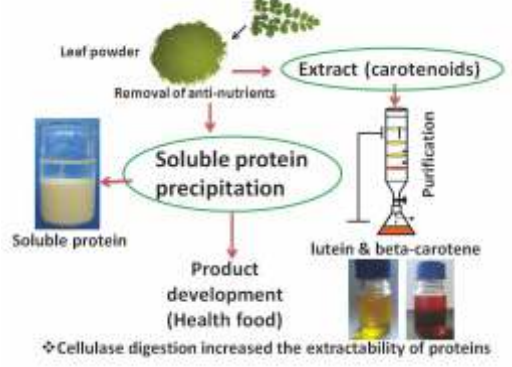 Leaf powder
Extract (carotenoids)
Removal of anti-nutrients
Purification
Soluble protein
precipitation
Soluble protein
lutein & beta-carotene
Product
development
(Health food)
❖Cellulase digestion increased the extractability of proteins